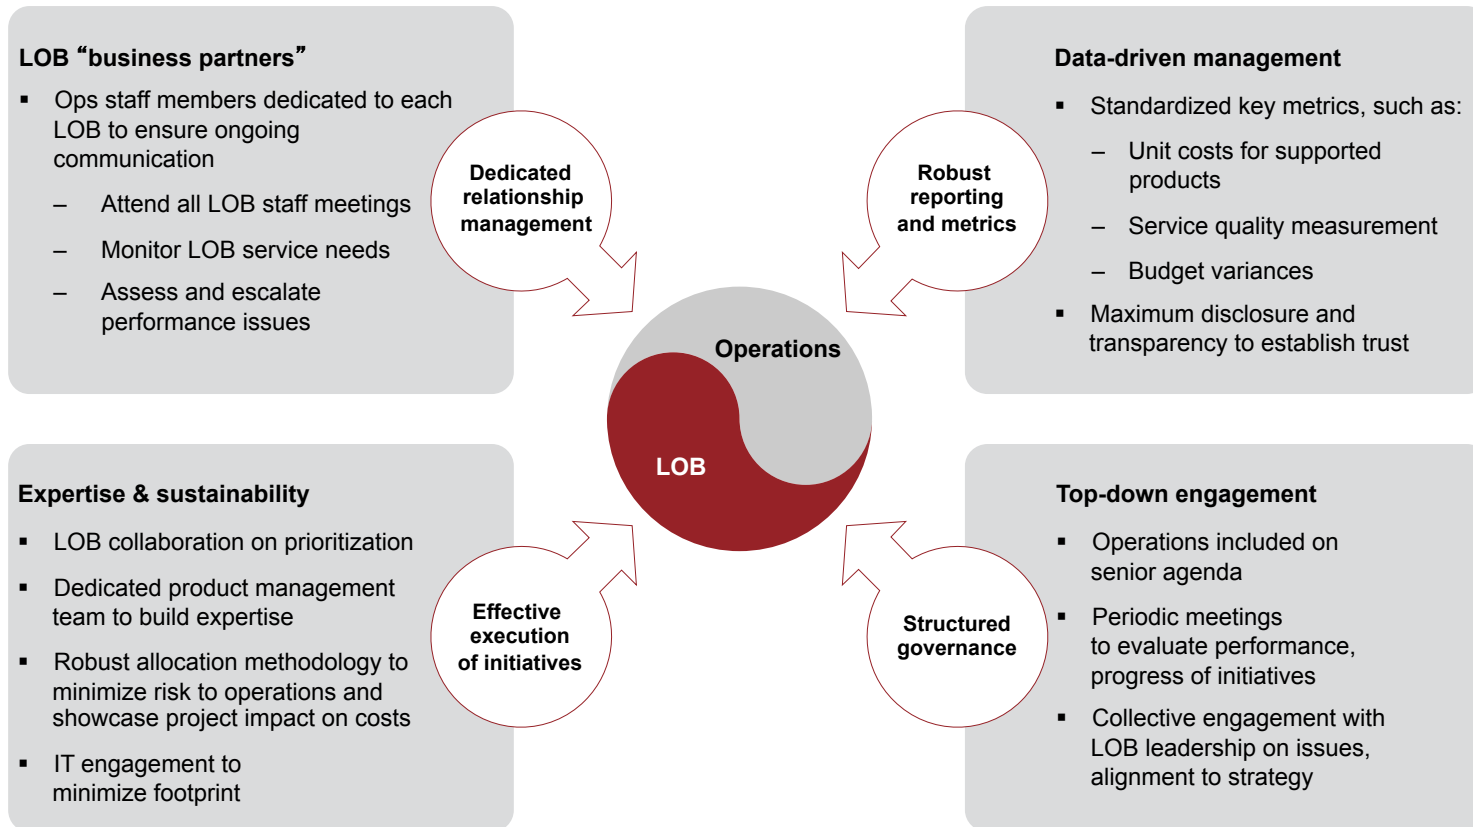 LOB “business partners”
▪ Ops staff members dedicated to each
LOB to ensure ongoing
communication
– Attend all LOB staff meetings
– Monitor LOB service needs
– Assess and escalate
performance issues
Dedicated
relationship
management
Robust
reporting
and metrics
Data-driven management
▪ Standardized key metrics, such as:
– Unit costs for supported
products
– Service quality measurement
– Budget variances
▪ Maximum disclosure and
transparency to establish trust
Operations
LOB
Expertise & sustainability
▪ LOB collaboration on prioritization
▪ Dedicated product management
team to build expertise
▪ Robust allocation methodology to
minimize risk to operations and
showcase project impact on costs
▪ IT engagement to
minimize footprint
Effective
execution
of initiatives
Structured
governance
Top-down engagement
▪ Operations included on
senior agenda
▪ Periodic meetings
to evaluate performance,
progress of initiatives
▪ Collective engagement with
LOB leadership on issues,
alignment to strategy